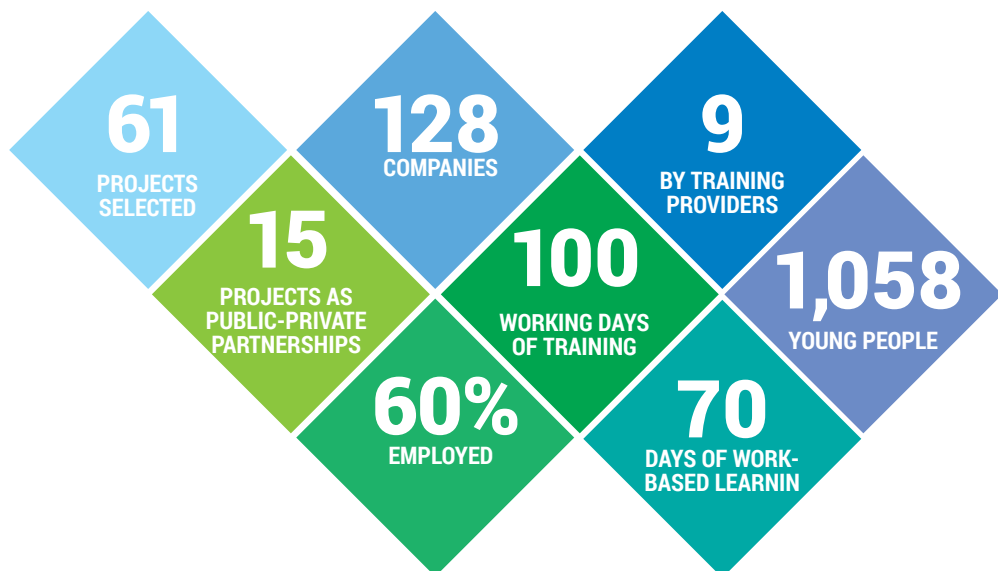 61
PROJECTS
SELECTED
128
COMPANIES
9
BY TRAINING
PROVIDERS
15
PROJECTS AS
PUBLIC-PRIVATE
PARTNERSHIPS
100
WORKING DAYS
OF TRAINING
1,058
YOUNG PEOPLE
60%
EMPLOYED
70
DAYS OF WORK-
BASED LEARNIN